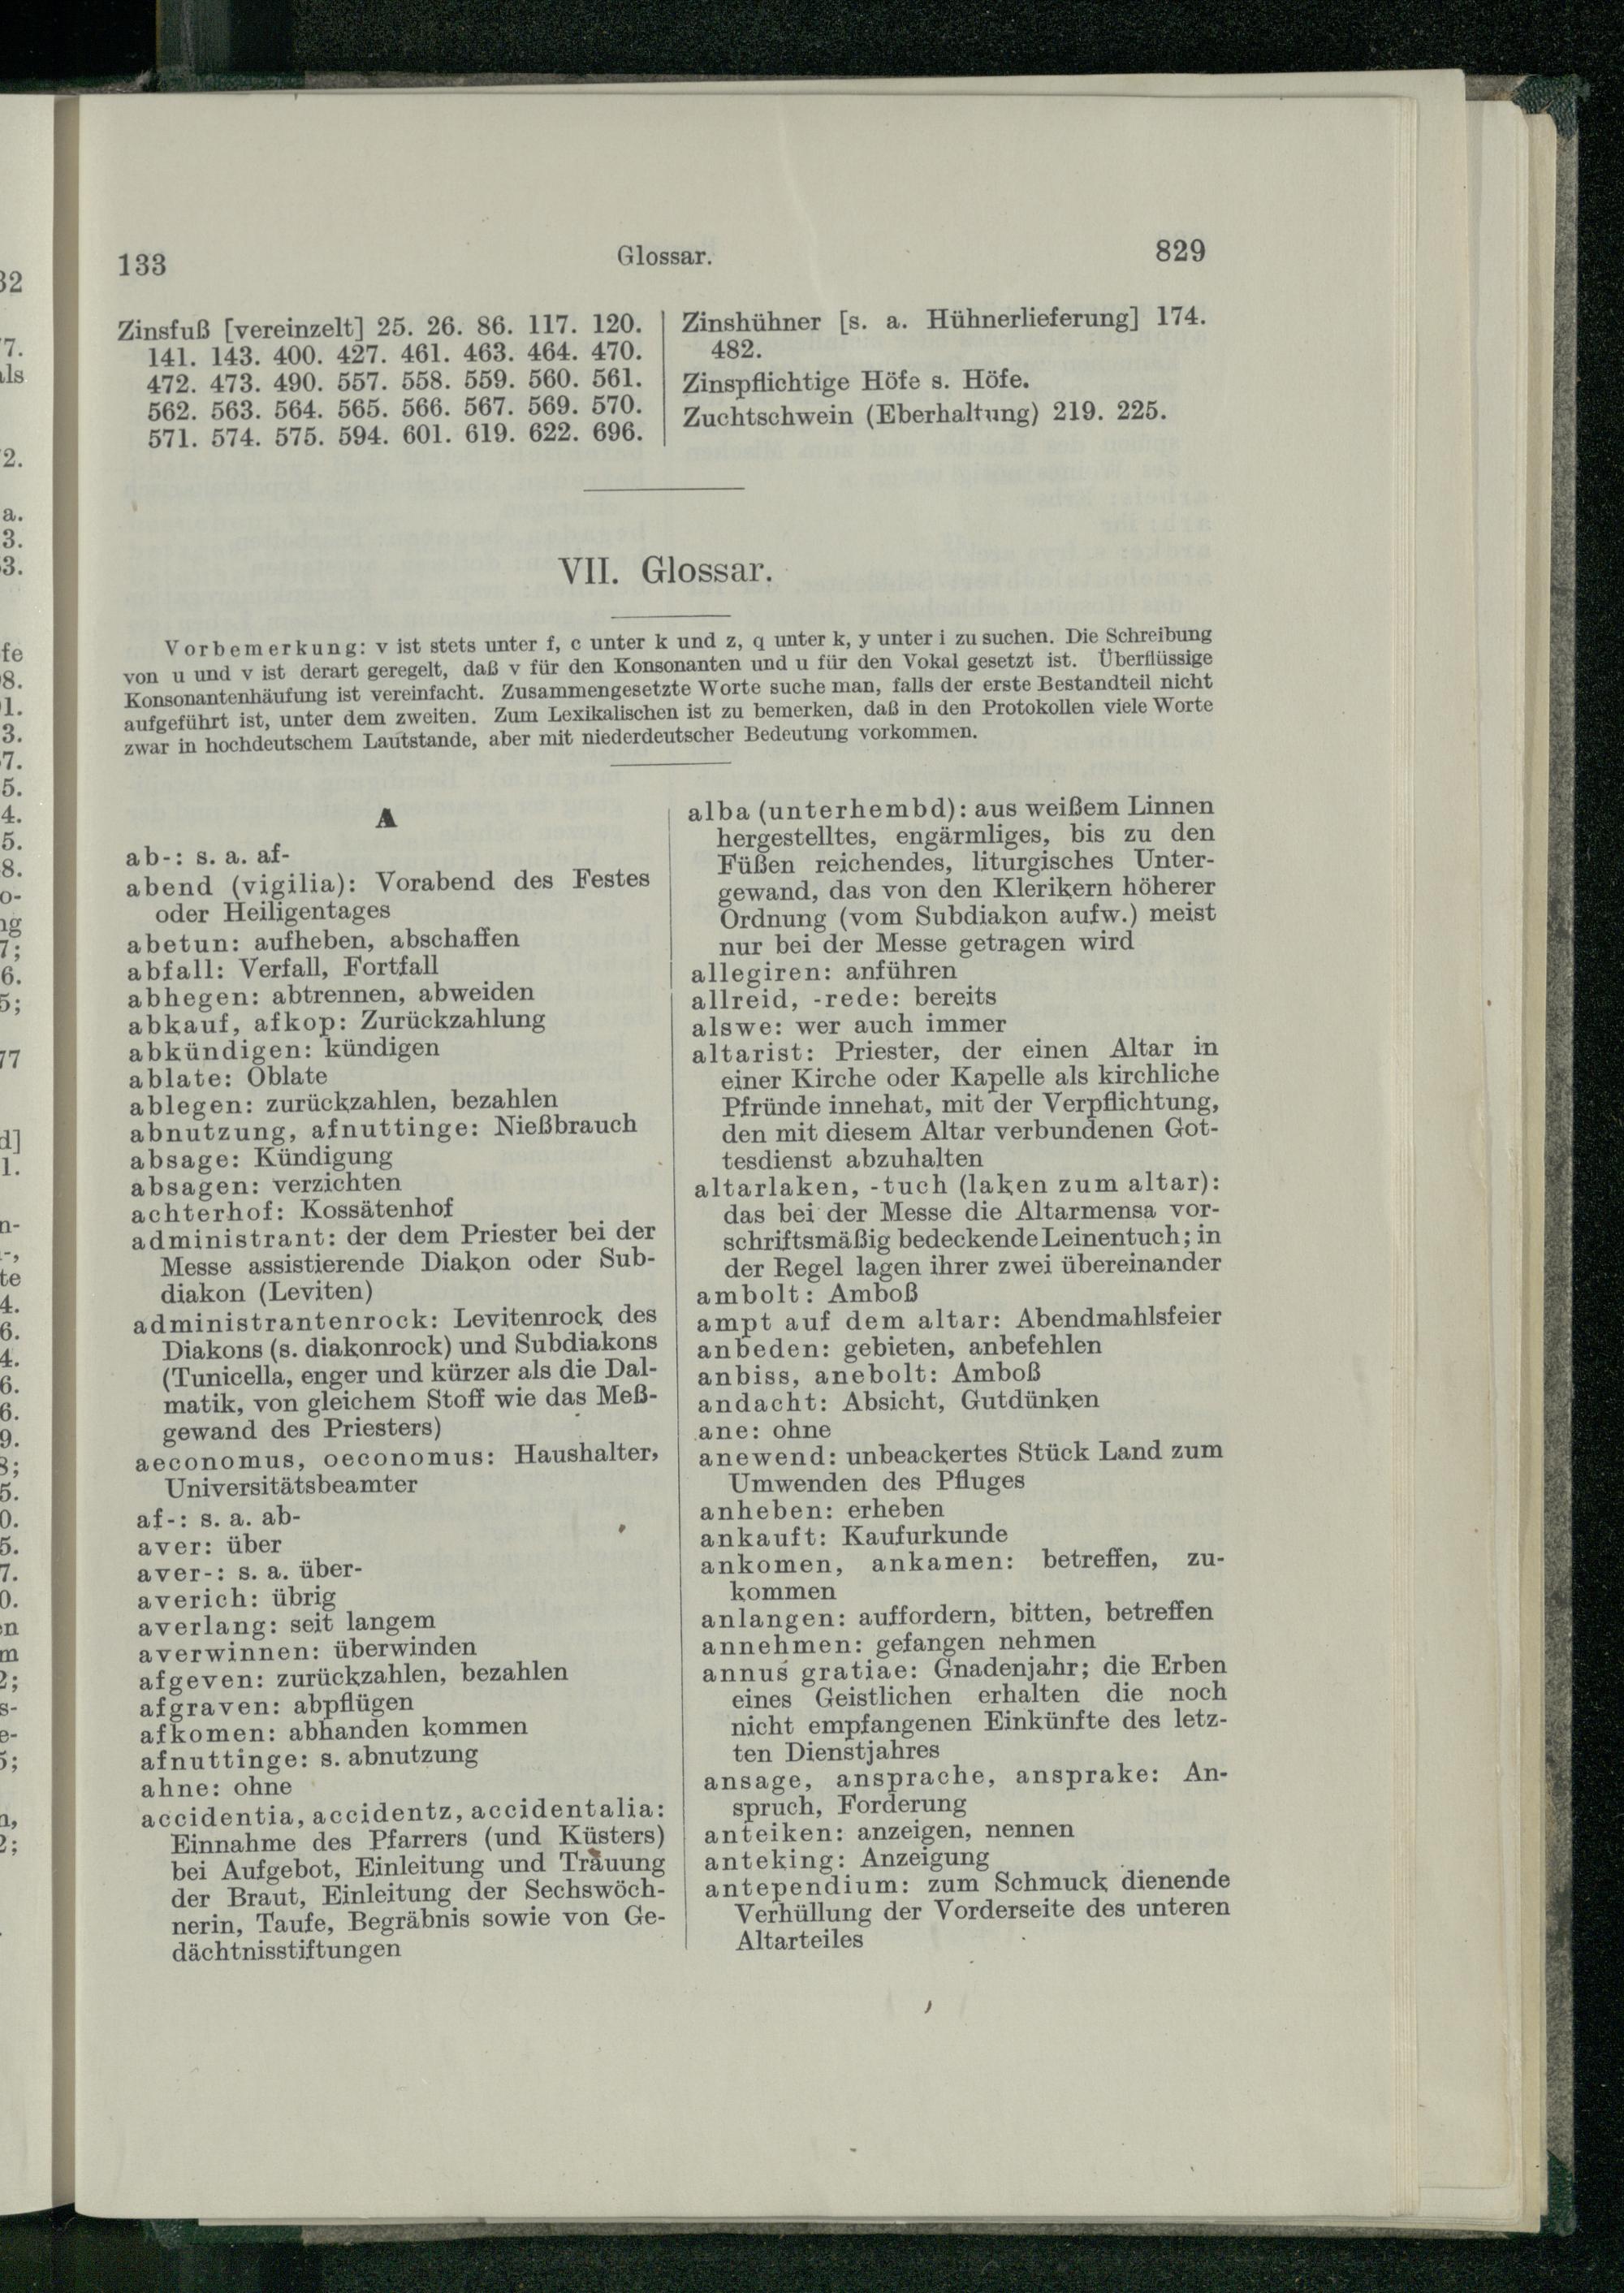 133
Glossar.
829
Zinsfuß [vereinzelt] 25. 26. 86. 117. 120.
141. 143. 400. 427. 461. 463. 464. 470.
472. 473. 490. 557. 558. 559. 560. 561.
562. 563. 564. 565. 566. 567. 569. 570.
571. 574. 575. 594. 601. 619. 622. 696.
Zinshühner [s. a. Hühnerlieferung] 174.
482.
Zinspflichtige Höfe s. Höfe.
Zuchtschwein (Eberhaltung) 219. 225.
VII. Glossar.
Vorbemerkung: v ist stets unter f, c unter k und z, q unter k, y unter i zu suchen. Die Schreibung
von u und v ist derart geregelt, daß v für den Konsonanten und u für den Vokal gesetzt ist. Überflüssige
Konsonantenhäufung ist vereinfacht. Zusammengesetzte Worte suche man, falls der erste Bestandteil nicht
aufgeführt ist, unter dem zweiten. Zum Lexikalischen ist zu bemerken, daß in den Protokollen viele Worte
zwar in hochdeutschem Lautstande, aber mit niederdeutscher Bedeutung vorkommen.
A
ab-: s. a. af-
abend (vigilia): Vorabend des Festes
oder Heiligentages
abetun: aufheben, abschaffen
abfall: Verfall, Fortfall
abhegen: abtrennen, abweiden
abkauf, afkop: Zurückzahlung
abkündigen: kündigen
ablate: Oblate
ablegen: zurückzahlen, bezahlen
abnutzung, afnuttinge: Nießbrauch
absage: Kündigung
absagen: verzichten
achterhof: Kossätenhof
administrant: der dem Priester bei der
Messe assistierende Diakon oder Sub-
diakon (Leviten)
administrantenrock: Levitenrock des
Diakons (s. diakonrock) und Subdiakons
(Tunicella, enger und kürzer als die Dal-
matik, von gleichem Stoff wie das Meß-
gewand des Priesters)
aeconomus, oeconomus: Haushalter,
Universitätsbeamter
af-: s. a. ab-
aver: über
aver-: s. a. über-
averich: übrig
averlang: seit langem
averwinnen: überwinden
afgeven: zurückzahlen, bezahlen
afgraven: abpflügen
afkomen: abhanden kommen
afnuttinge: s. abnutzung
ahne: ohne
accidentia, accidentz, accidentalia:
Einnahme des Pfarrers (und Küsters)
bei Aufgebot, Einleitung und Trauung
der Braut, Einleitung der Sechswöch-
nerin, Taufe, Begräbnis sowie von Ge-
dächtnisstiftungen
alba (unterhembd): aus weißem Linnen
hergestelltes, engärmliges, bis zu den
Füßen reichendes, liturgisches Unter-
gewand, das von den Klerikern höherer
Ordnung (vom Subdiakon aufw.) meist
nur bei der Messe getragen wird
allegiren: anführen
allreid, -rede: bereits
alswe: wer auch immer
altarist: Priester, der einen Altar in
einer Kirche oder Kapelle als kirchliche
Pfründe innehat, mit der Verpflichtung,
den mit diesem Altar verbundenen Got-
tesdienst abzuhalten
altarlaken, -tuch (laken zum altar):
das bei der Messe die Altarmensa vor-
schriftsmäßig bedeckende Leinentuch; in
der Regel lagen ihrer zwei übereinander
ambolt: Amboß
ampt auf dem altar: Abendmahlsfeier
anbeden: gebieten, anbefehlen
anbiss, anebolt: Amboß
andacht: Absicht, Gutdünken
ane: ohne
anewend: unbeackertes Stück Land zum
Umwenden des Pfluges
anheben: erheben
ankauft: Kaufurkunde
ankomen, ankamen: betreffen, zu-
kommen
anlangen: auffordern, bitten, betreffen
annehmen: gefangen nehmen
annus gratiae: Gnadenjahr; die Erben
eines Geistlichen erhalten die noch
nicht empfangenen Einkünfte des letz-
ten Dienstjahres
ansage, ansprache, ansprake: An-
spruch, Forderung
anteiken: anzeigen, nennen
anteking: Anzeigung
antependium: zum Schmuck dienende
Verhüllung der Vorderseite des unteren
Altarteiles